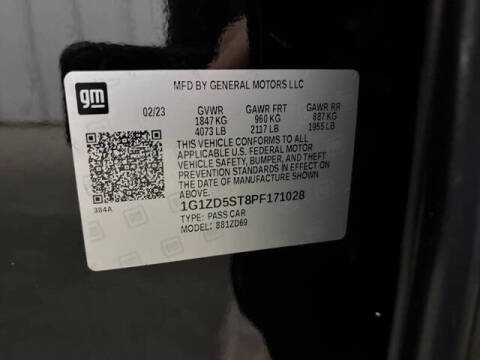 gm
MFD BY GENERAL MOTORS LLC
02/23 GVWR GAWR FRT GAWR RR
1847 KG 960 KG 887 KG
4073 LB 2117 LB 1955 LB
THIS VEHICLE CONFORMS TO ALL
APPLICABLE U.S. FEDERAL MOTOR
VEHICLE SAFETY, BUMPER, AND THEFT
PREVENTION STANDARDS IN EFFECT ON
THE DATE OF MANUFACTURE SHOWN ABOVE.
384A
1G1ZD5ST8PF171028
TYPE: PASS CAR
MODEL: 881ZD69